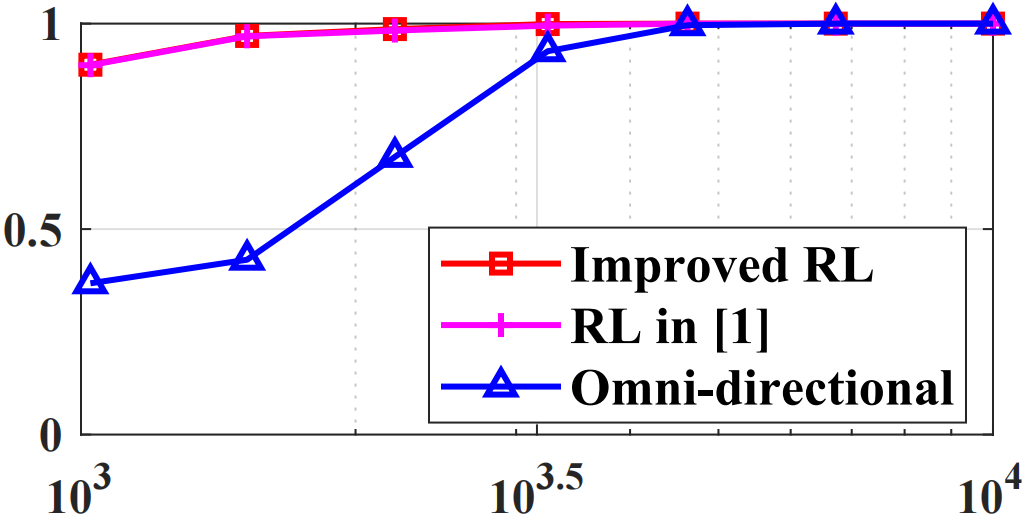 1
0.5
0
Improved RL
RL in [1]
Omni-directional
10^3
10^3.5
10^4